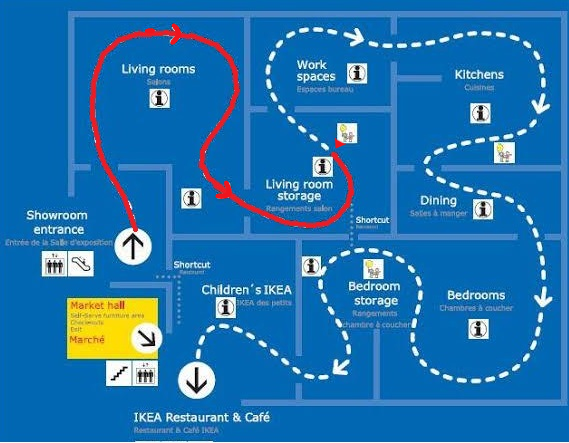 Living rooms
Salons
Work
spaces
Espaces bureau
Kitchens
Cuisines
Living room
storage
Rangements salon
Dining
Salles à manger
Showroom
entrance
Entrée de la Salle d'exposition
Shortcut
Shortcut
Market hall
Self-Serve furniture area
Checkouts
Exit
Marché
Children´s IKEA
IKEA des petits
Bedroom
storage
Rangements
chambre à coucher
Bedrooms
Chambres à coucher
IKEA Restaurant & Café
Restaurant & Café IKEA